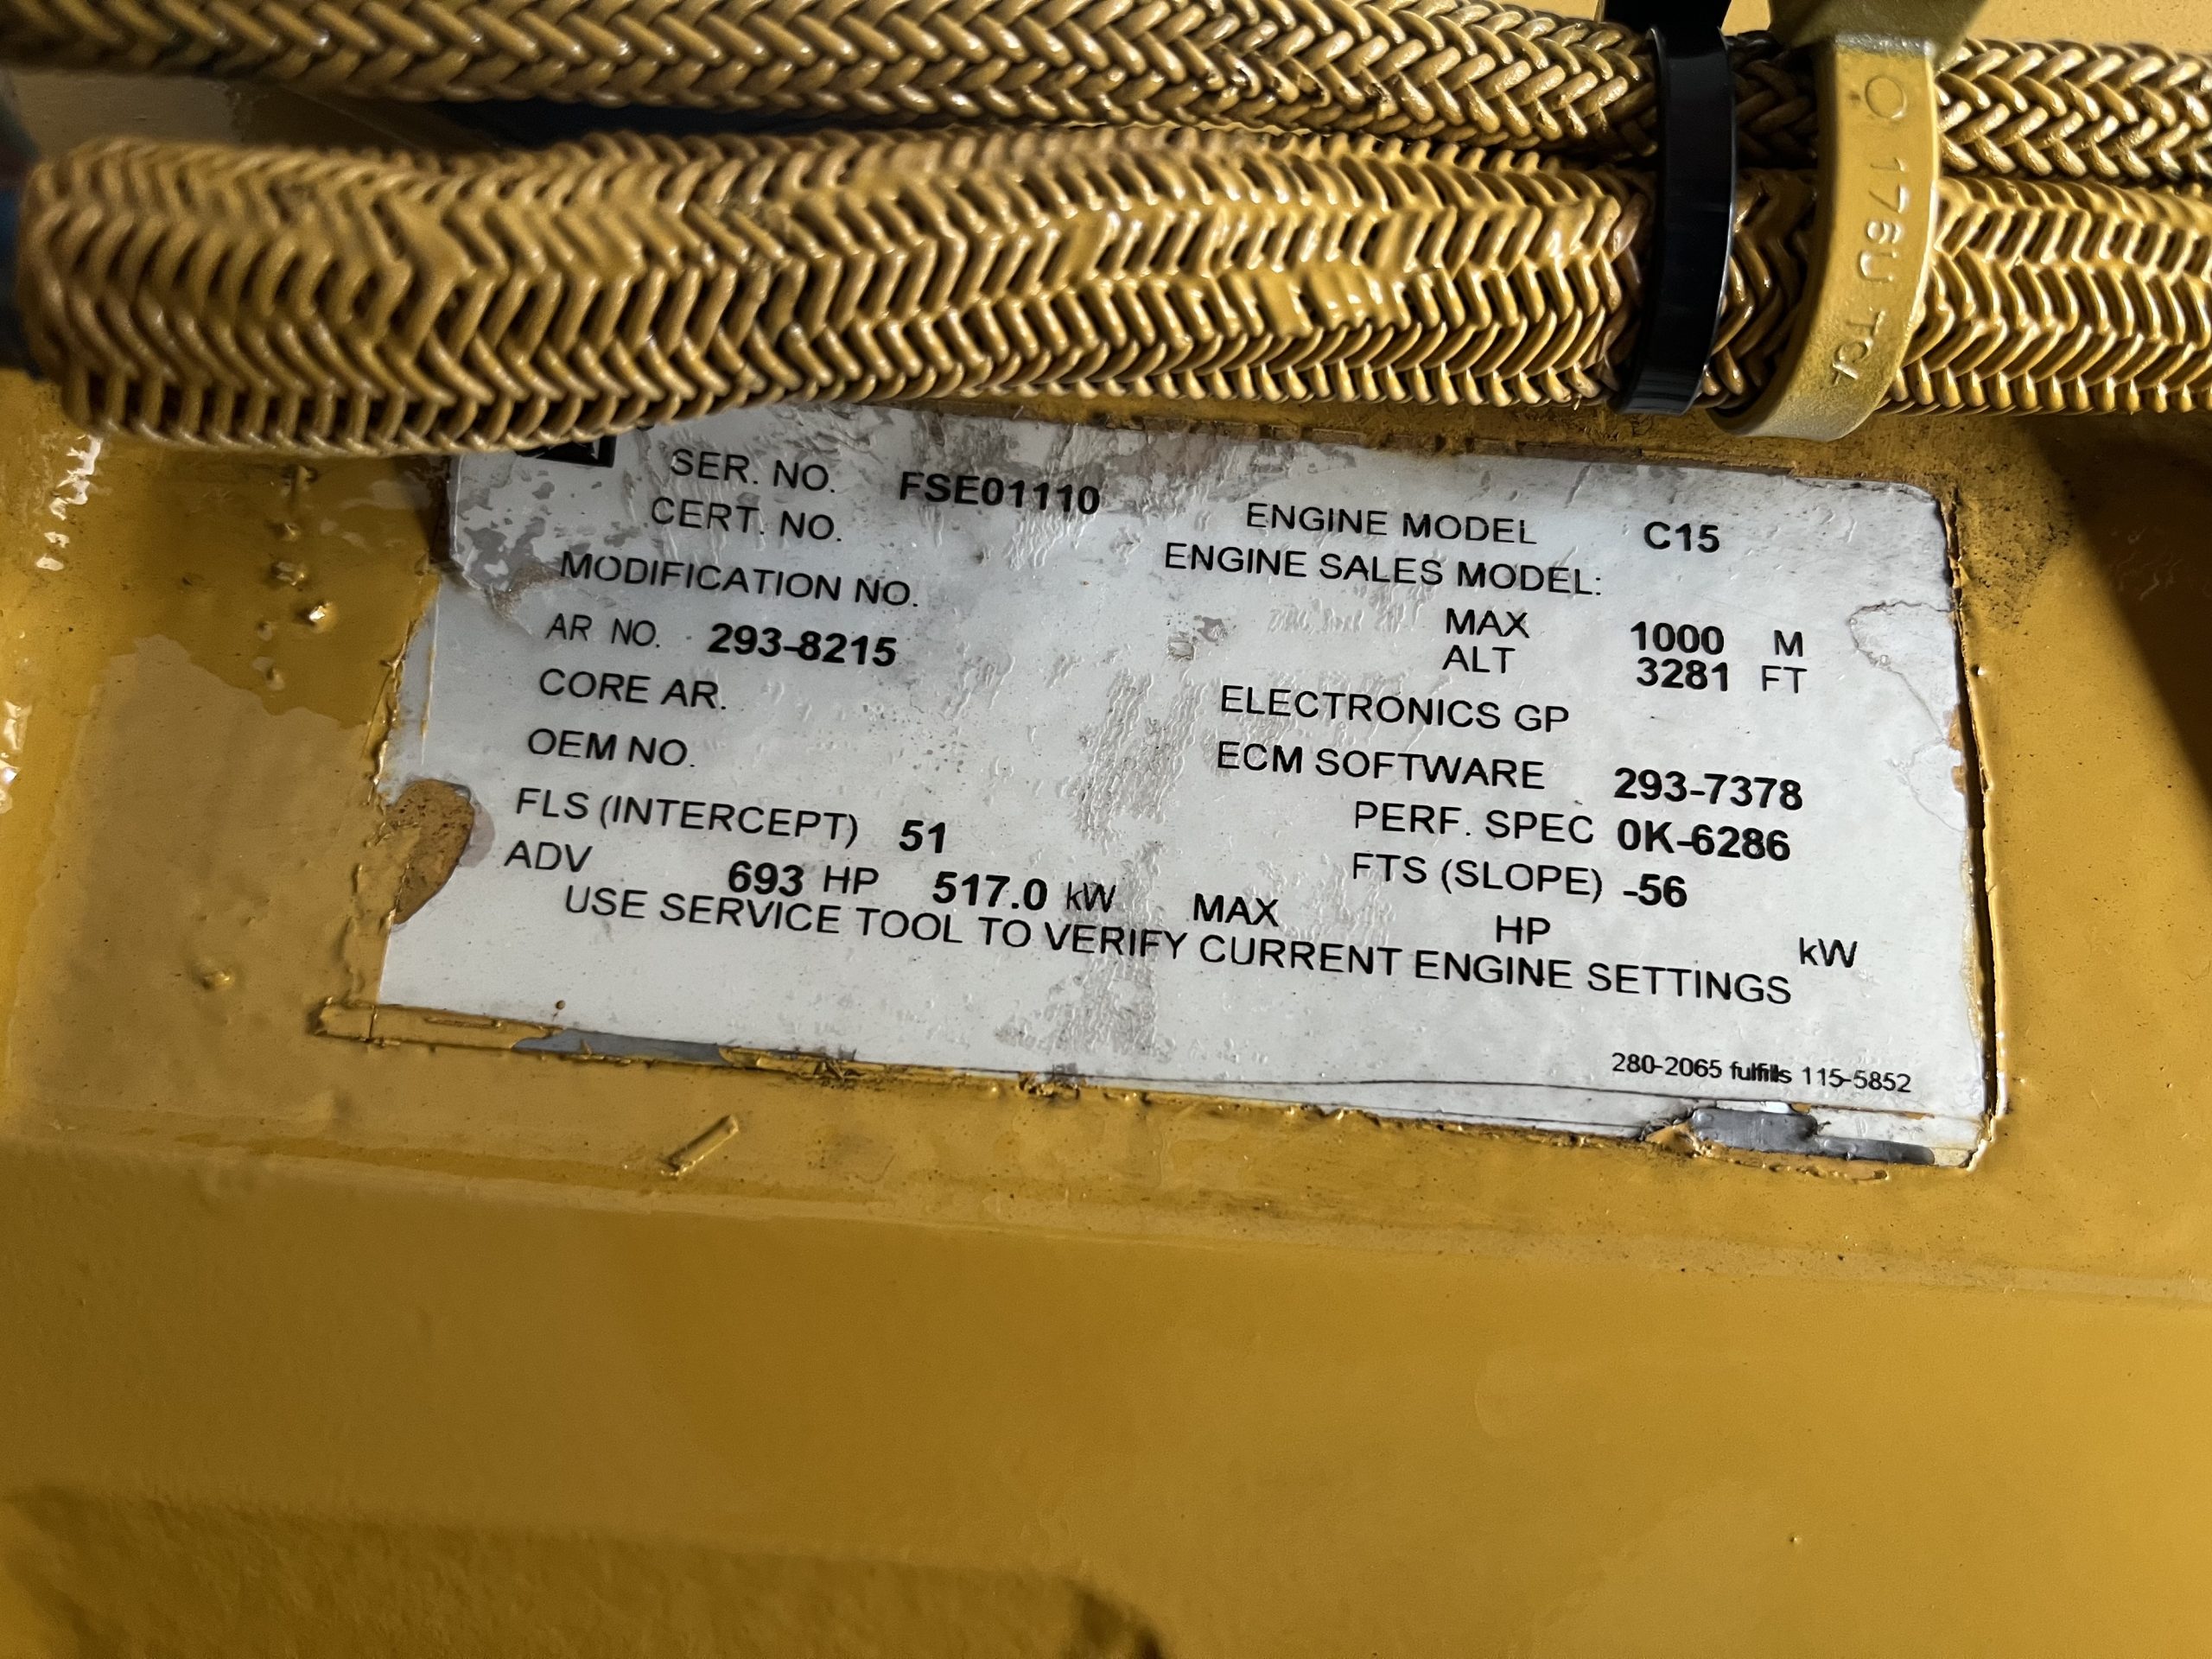 176U TG
SER. NO. FSE01110
CERT. NO.
MODIFICATION NO.
AR NO. 293-8215
CORE AR.
OEM NO.
FLS (INTERCEPT) 51
ADV 693 HP 517.0 kW MAX HP kW
ENGINE MODEL C15
ENGINE SALES MODEL:
MAX 1000 M
ALT 3281 FT
ELECTRONICS GP
ECM SOFTWARE 293-7378
PERF. SPEC 0K-6286
FTS (SLOPE) -56
USE SERVICE TOOL TO VERIFY CURRENT ENGINE SETTINGS
280-2065 fulfills 115-5852